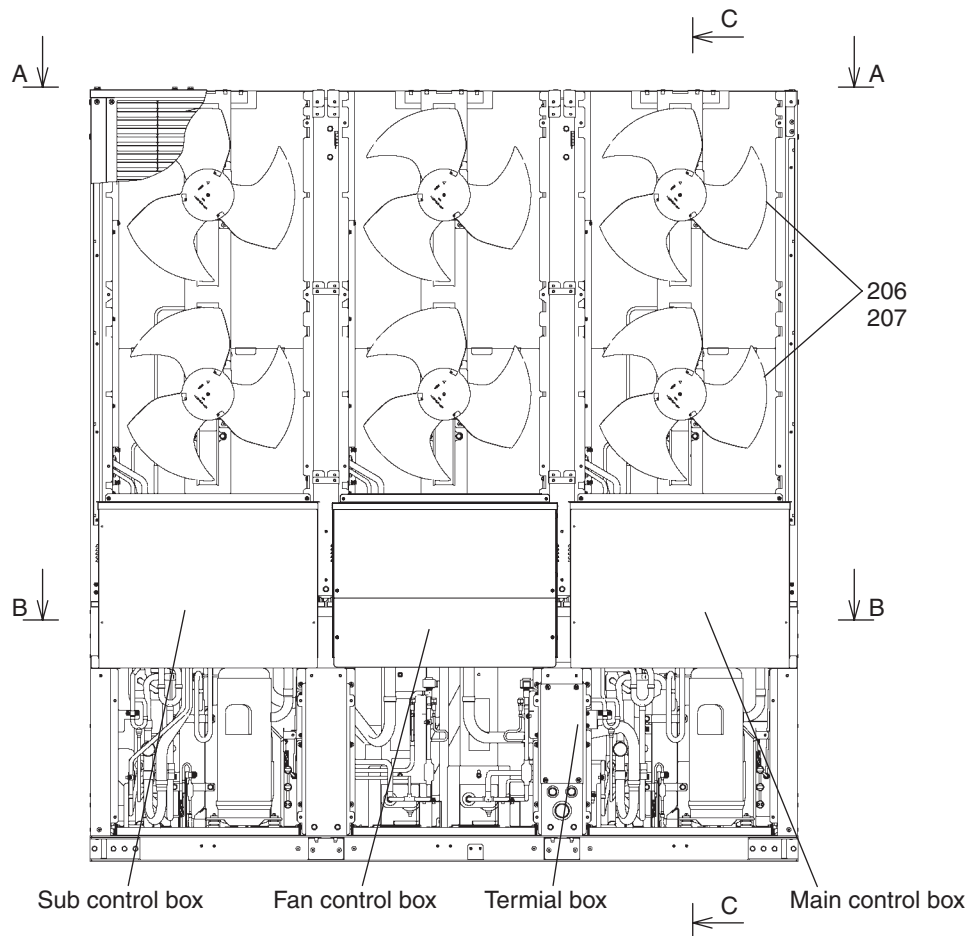 C
A
A
206
207
B
B
Sub control box
Fan control box
Termial box
Main control box
C